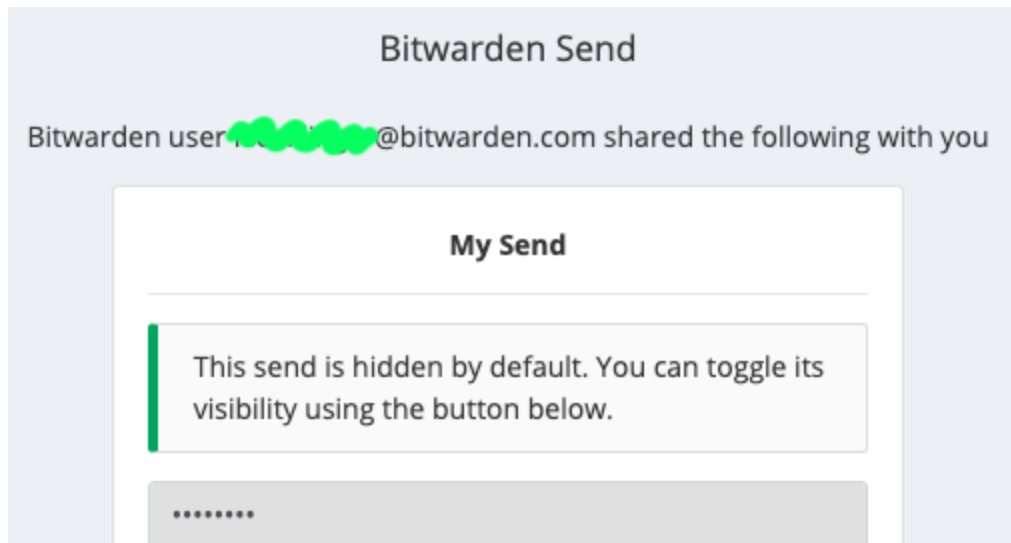 Bitwarden Send
Bitwarden user @bitwarden.com shared the following with you
My Send
This send is hidden by default. You can toggle its
visibility using the button below.
••••••••